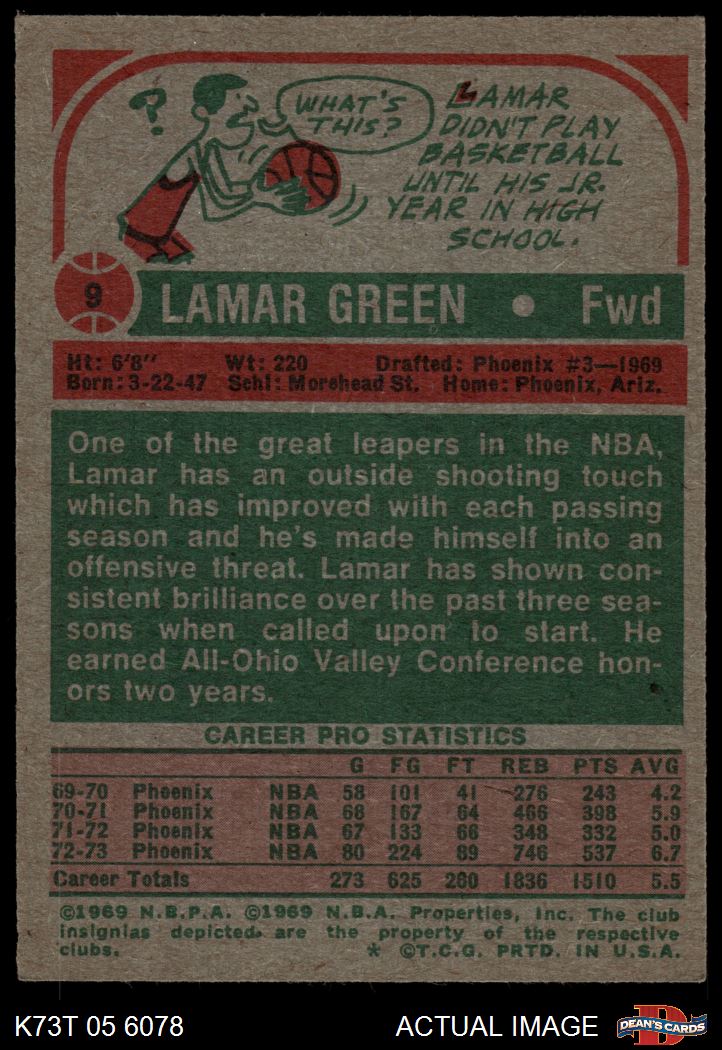 ?
WHAT'S
THIS?
LAMAR
DIDN'T PLAY
BASKETBALL
UNTIL HIS JR.
YEAR IN HIGH
SCHOOL.
9 LAMAR GREEN • Fwd
Ht: 6'8" Wt: 220 Drafted: Phoenix #3—1969
Born: 3-22-47 Schl: Morehead St. Home: Phoenix, Ariz.
One of the great leapers in the NBA,
Lamar has an outside shooting touch
which has improved with each passing
season and he's made himself into an
offensive threat. Lamar has shown con-
sistent brilliance over the past three sea-
sons when called upon to start. He
earned All-Ohio Valley Conference hon-
ors two years.
CAREER PRO STATISTICS
G FG FT REB PTS AVG
69-70 Phoenix NBA 58 101 41 276 243 4.2
70-71 Phoenix NBA 68 167 64 466 398 5.9
71-72 Phoenix NBA 67 133 66 348 332 5.0
72-73 Phoenix NBA 80 224 89 746 537 6.7
Career Totals 273 625 260 1836 1510 5.5
©1969 N.B.P.A. ©1969 N.B.A. Properties, Inc. The club
insignias depicted are the property of the respective
clubs. * ©T.C.G. PRTD. IN U.S.A.
K73T 05 6078 ACTUAL IMAGE D DEAN'S CARDS